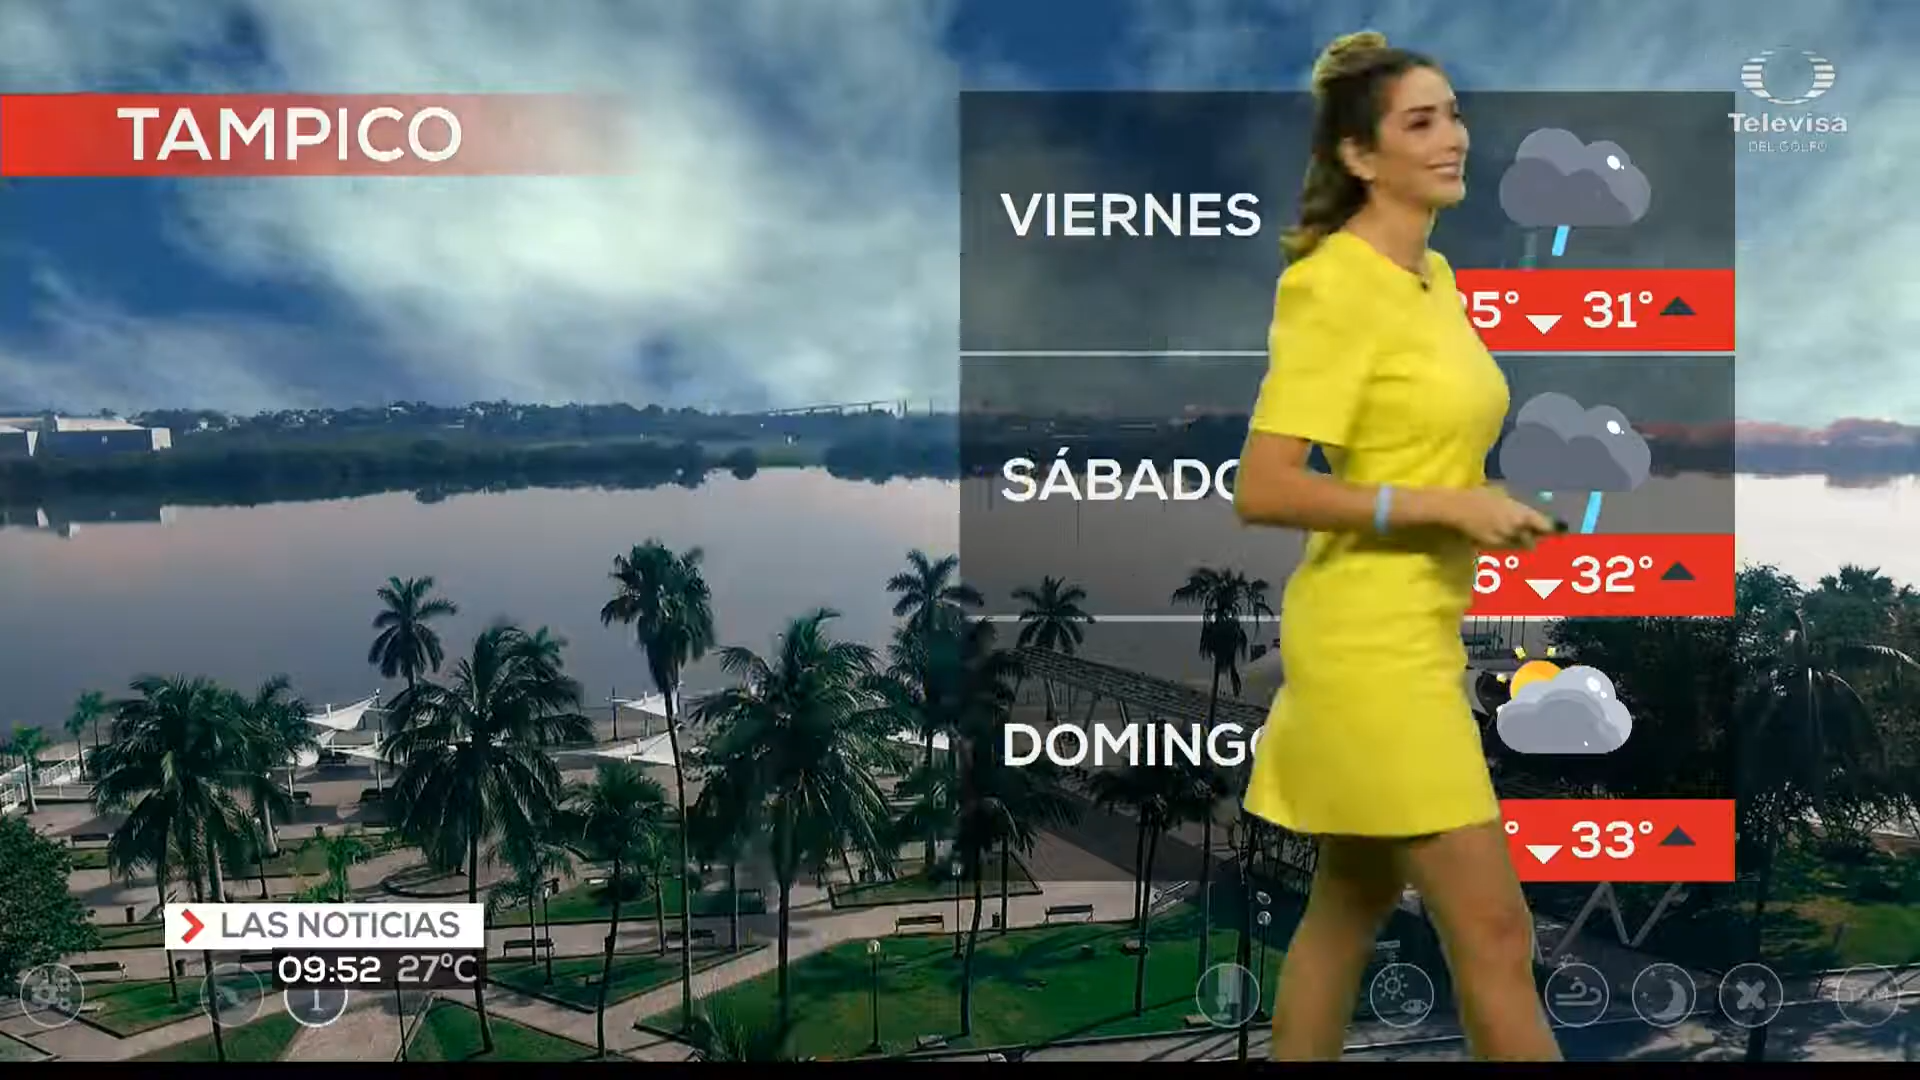 TAMPICO
Televisa
DEL GOLFO
VIERNES
31°
SÁBADO
32°
DOMINGO
33°
LAS NOTICIAS
09:52 27°C